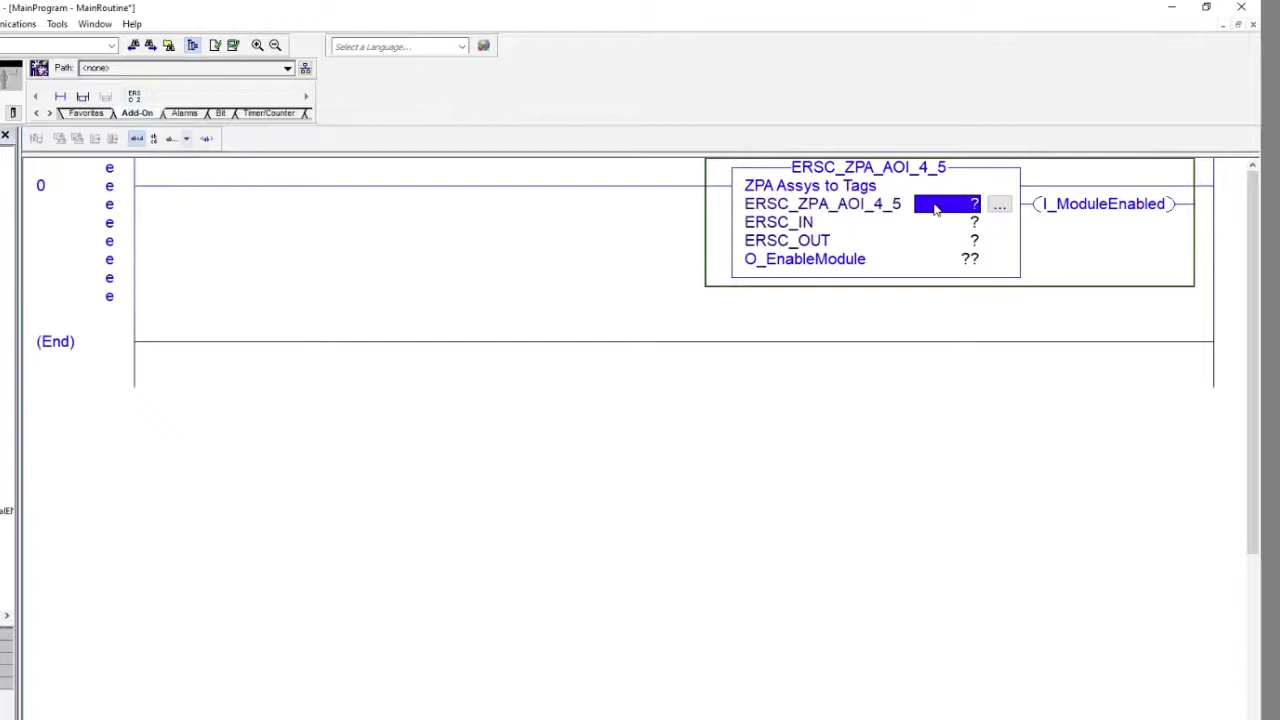 - [MainProgram - MainRoutine*]
nications Tools Window Help
Select a Language...
Path: <none>
Favorites Add-On Alarms Bit Timer/Counter
e
0 e
e
e
e
e
e
e
ERSC_ZPA_AOI_4_5
ZPA Assys to Tags
ERSC_ZPA_AOI_4_5 ? ... I_ModuleEnabled
ERSC_IN ?
ERSC_OUT ?
O_EnableModule ??
(End)